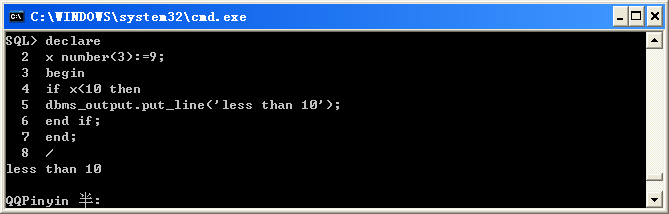 C:\WINDOWS\system32\cmd.exe
SQL> declare
  2  x number(3):=9;
  3  begin
  4  if x<10 then
  5  dbms_output.put_line('less than 10');
  6  end if;
  7  end;
  8  /
less than 10
QQPinyin 半: